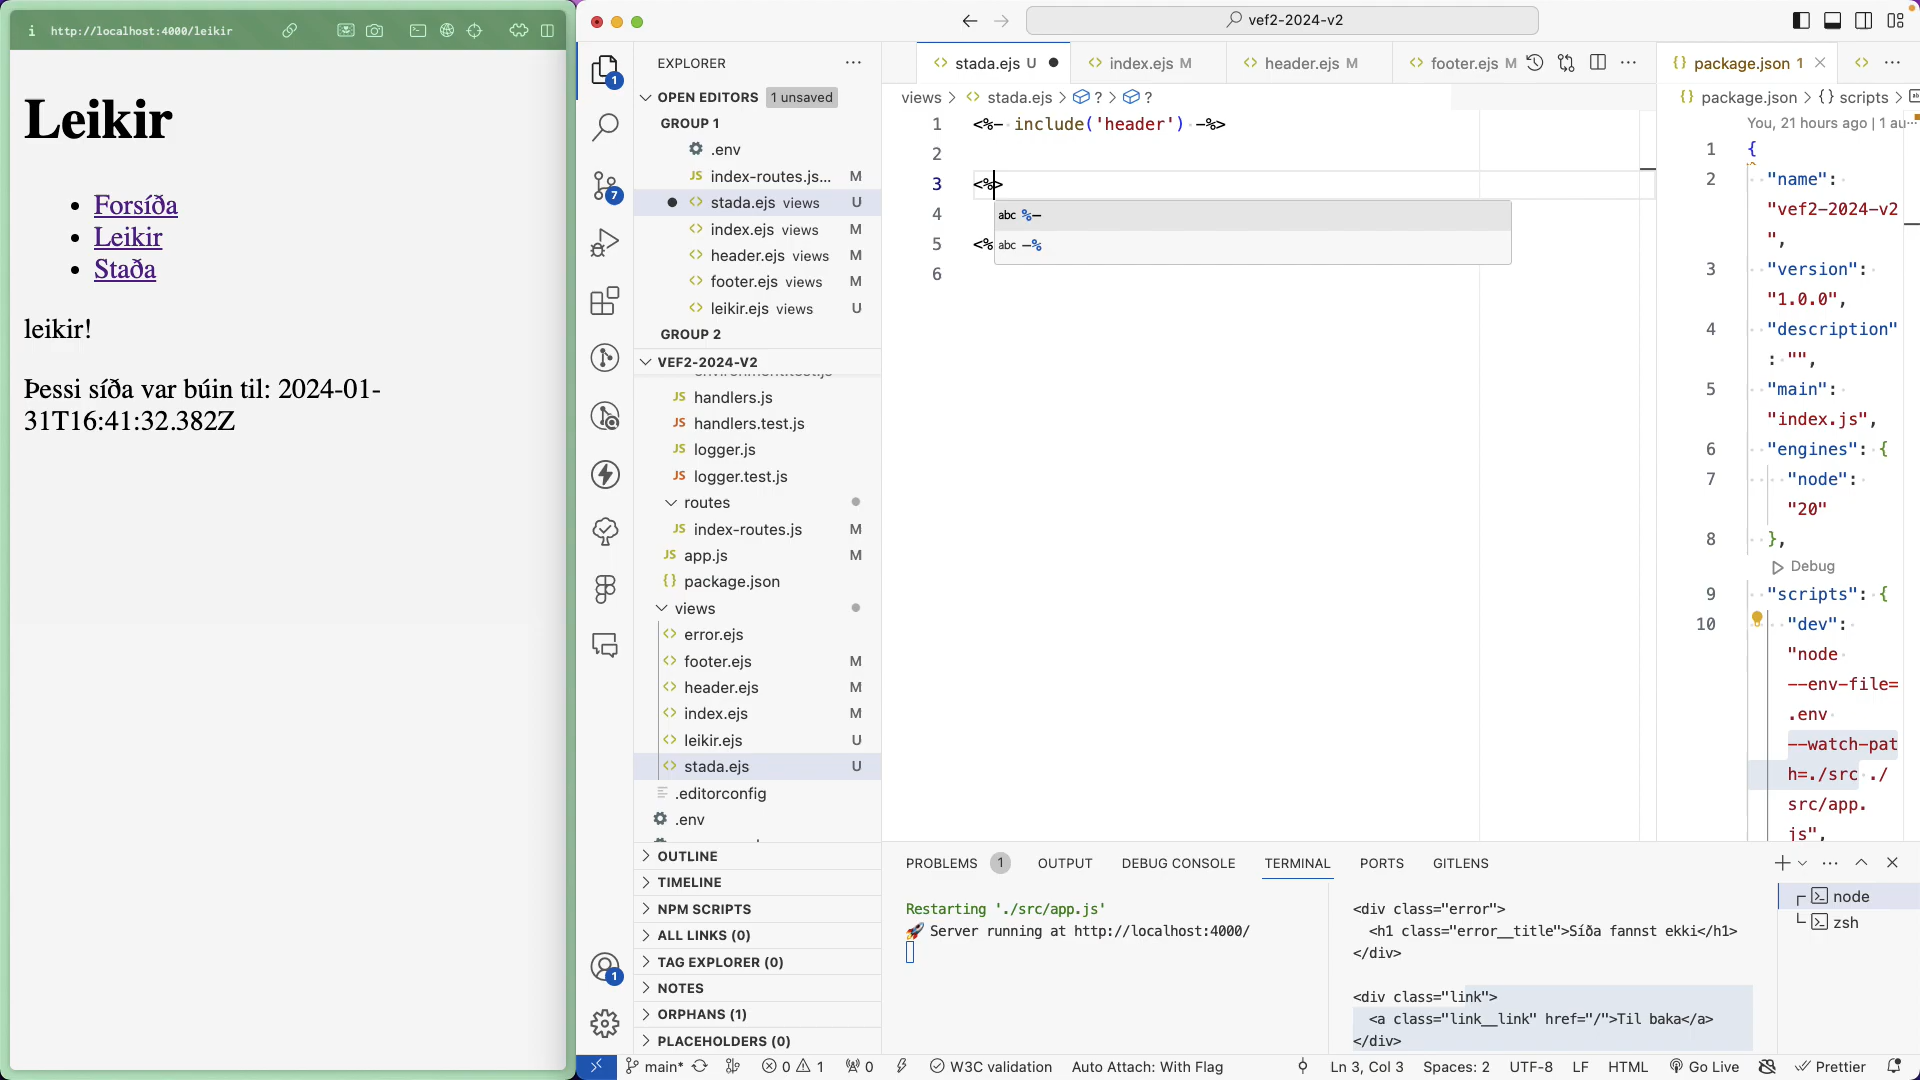 http://localhost:4000/leikir
Leikir
Forsíða
Leikir
Staða
leikir!
Þessi síða var búin til: 2024-01-
31T16:41:32.382Z
vef2-2024-v2
EXPLORER
OPEN EDITORS 1 unsaved
GROUP 1
.env
index-routes.js... M
stada.ejs views U
index.ejs views M
header.ejs views M
footer.ejs views M
leikir.ejs views U
GROUP 2
VEF2-2024-V2
environment.test.js
handlers.js
handlers.test.js
logger.js
logger.test.js
routes
index-routes.js M
app.js M
package.json
views
error.ejs
footer.ejs M
header.ejs M
index.ejs M
leikir.ejs U
stada.ejs U
.editorconfig
.env
OUTLINE
TIMELINE
NPM SCRIPTS
ALL LINKS (0)
TAG EXPLORER (0)
NOTES
ORPHANS (1)
PLACEHOLDERS (0)
stada.ejs U
index.ejs M
header.ejs M
footer.ejs M
views > stada.ejs > ? > ?
1 <%- include('header') -%>
2
3 <%>
4
5 <%
6
abc %-
abc -%
package.json 1
package.json > {} scripts >
You, 21 hours ago | 1 au...
1 {
2 "name":
"vef2-2024-v2
",
3 "version":
"1.0.0",
4 "description"
: "",
5 "main":
"index.js",
6 "engines": {
7 "node":
"20"
8 },
Debug
9 "scripts": {
10 "dev":
"node
--env-file=
.env
--watch-pat
h=./src ./
src/app.
js",
PROBLEMS 1
OUTPUT
DEBUG CONSOLE
TERMINAL
PORTS
GITLENS
Restarting './src/app.js'
🚀 Server running at http://localhost:4000/
<div class="error">
<h1 class="error__title">Síða fannst ekki</h1>
</div>
<div class="link">
<a class="link__link" href="/">Til baka</a>
</div>
node
zsh
1
7
1
main*
0 1
0
W3C validation
Auto Attach: With Flag
Ln 3, Col 3
Spaces: 2
UTF-8
LF
HTML
Go Live
Prettier